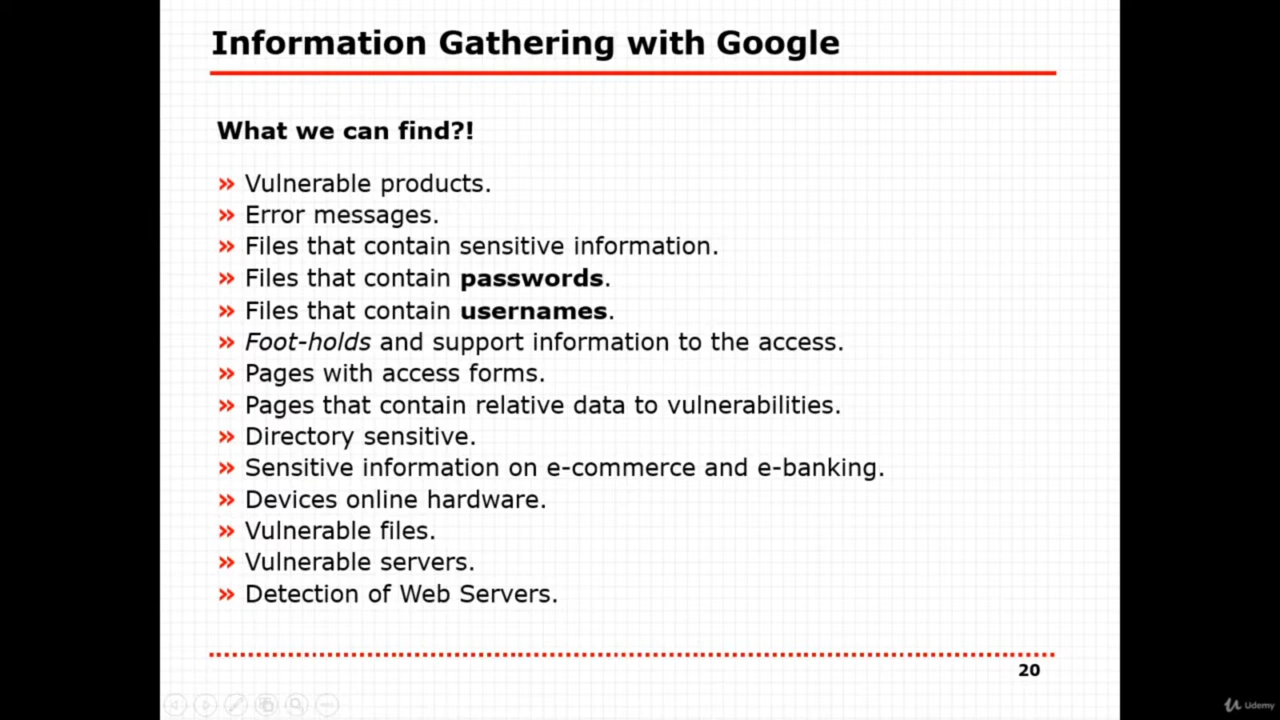 Information Gathering with Google
What we can find?!
» Vulnerable products.
» Error messages.
» Files that contain sensitive information.
» Files that contain passwords.
» Files that contain usernames.
» Foot-holds and support information to the access.
» Pages with access forms.
» Pages that contain relative data to vulnerabilities.
» Directory sensitive.
» Sensitive information on e-commerce and e-banking.
» Devices online hardware.
» Vulnerable files.
» Vulnerable servers.
» Detection of Web Servers.
20
Udemy